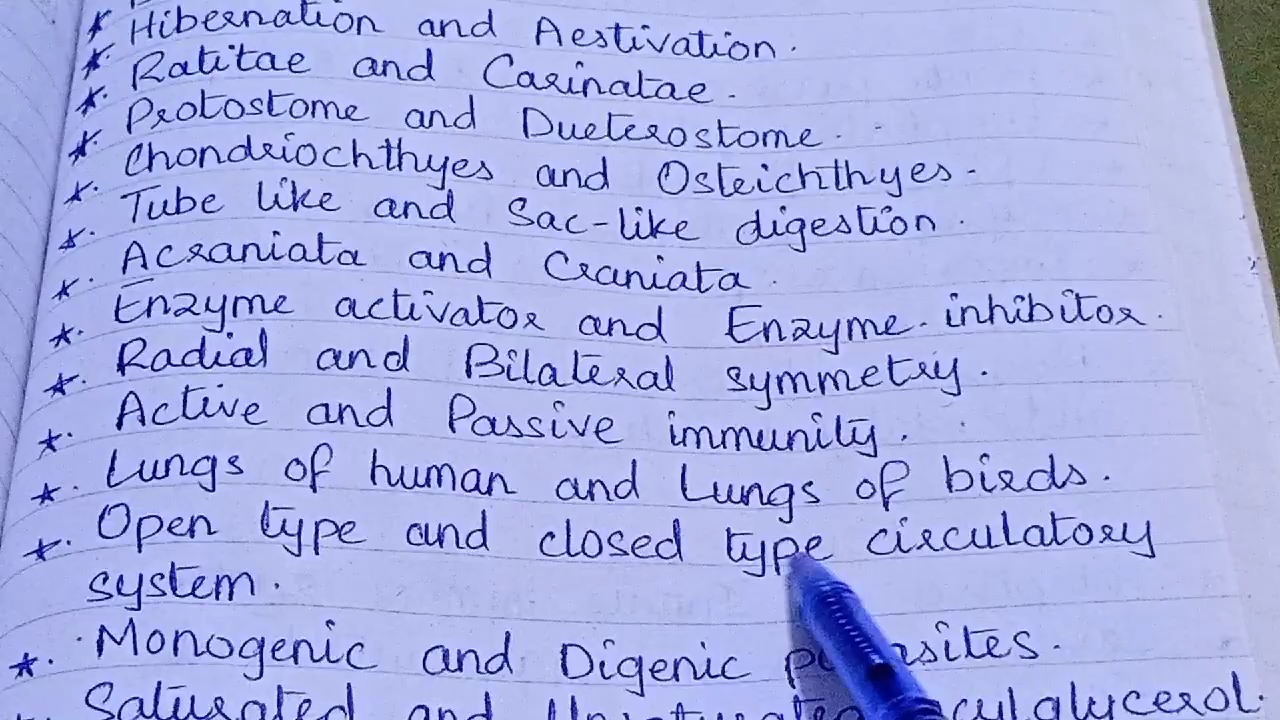 * Hibernation and Aestivation.
*. Ratitae and Carinatae.
*. Protostome and Dueterostome.
*. Chondriochthyes and Osteichthyes.
*. Tube like and Sac-like digestion.
*. Acraniata and Craniata.
*. Enzyme activator and Enzyme inhibitor.
*. Radial and Bilateral symmetry.
*. Active and Passive immunity.
*. Lungs of human and Lungs of birds.
*. Open type and closed type circulatory
*. system.
*. Monogenic and Digenic
Saturated and